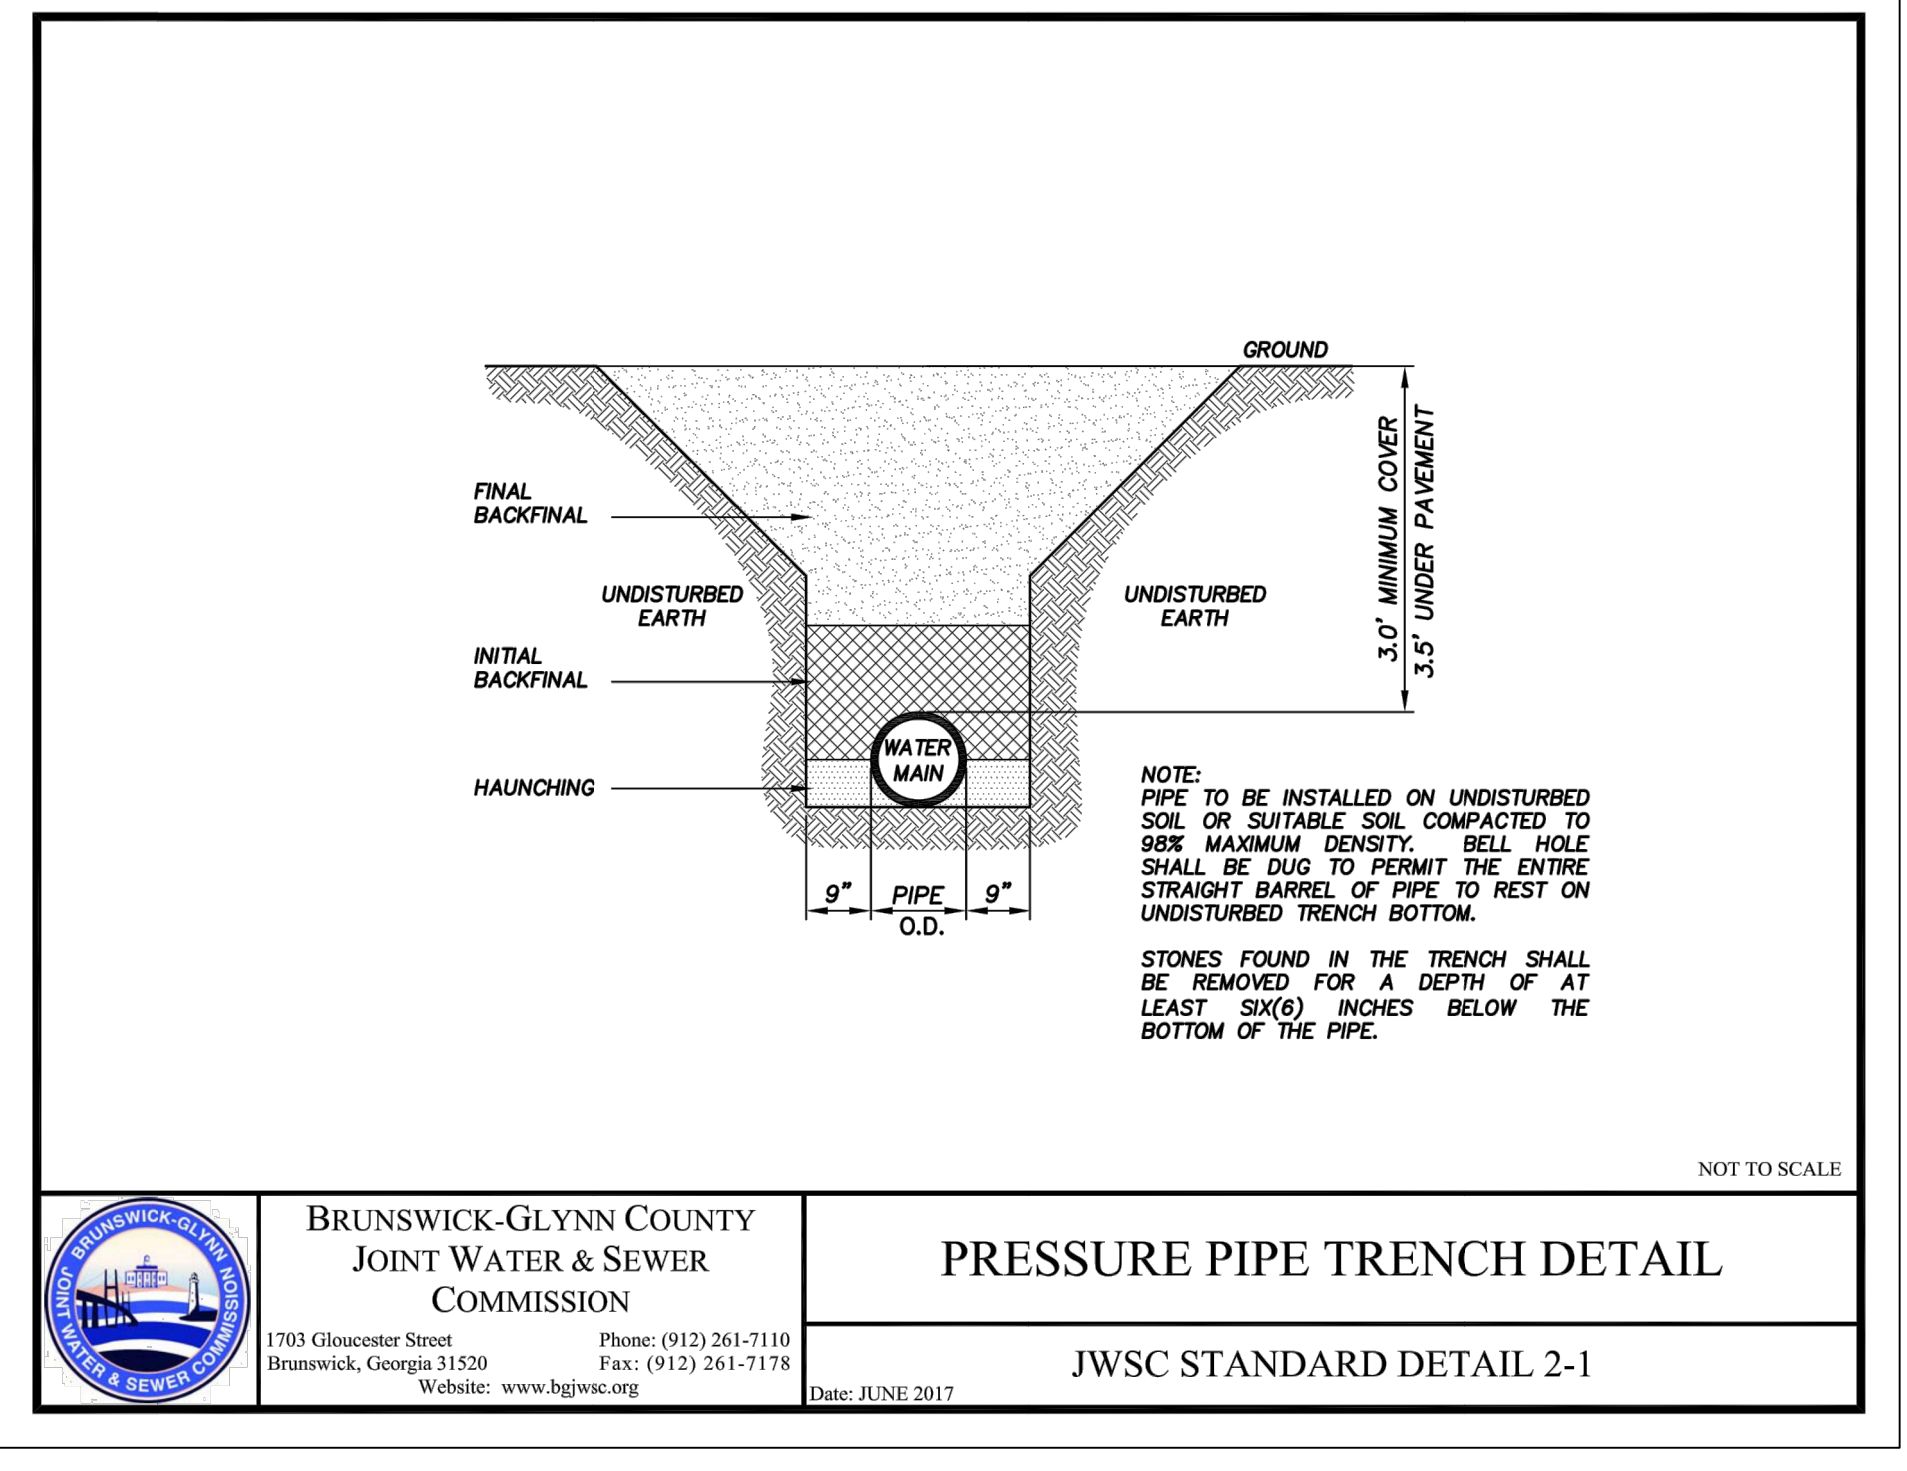 GROUND
3.0' MINIMUM COVER
3.5' UNDER PAVEMENT
FINAL
BACKFINAL
UNDISTURBED
EARTH
UNDISTURBED
EARTH
INITIAL
BACKFINAL
WATER
MAIN
HAUNCHING
9" PIPE 9"
O.D.
NOTE:
PIPE TO BE INSTALLED ON UNDISTURBED
SOIL OR SUITABLE SOIL COMPACTED TO
98% MAXIMUM DENSITY. BELL HOLE
SHALL BE DUG TO PERMIT THE ENTIRE
STRAIGHT BARREL OF PIPE TO REST ON
UNDISTURBED TRENCH BOTTOM.
STONES FOUND IN THE TRENCH SHALL
BE REMOVED FOR A DEPTH OF AT
LEAST SIX(6) INCHES BELOW THE
BOTTOM OF THE PIPE.
NOT TO SCALE
BRUNSWICK-GLYNN
JOINT WATER & SEWER COMMISSION
BRUNSWICK-GLYNN COUNTY
JOINT WATER & SEWER
COMMISSION
1703 Gloucester Street Phone: (912) 261-7110
Brunswick, Georgia 31520 Fax: (912) 261-7178
Website: www.bgjwsc.org
PRESSURE PIPE TRENCH DETAIL
JWSC STANDARD DETAIL 2-1
Date: JUNE 2017